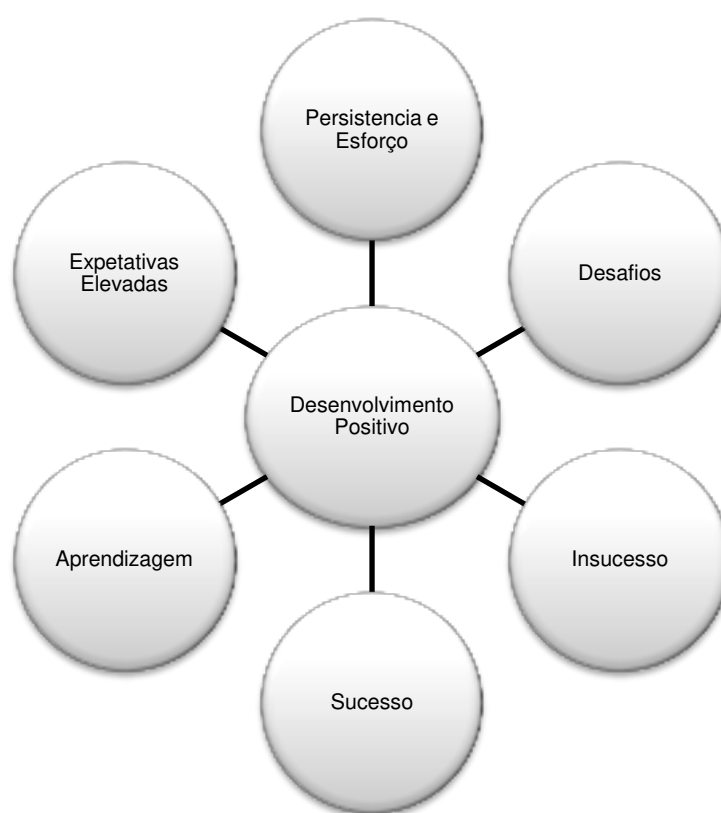 Persistencia e
Esforço
Expetativas
Elevadas
Desafios
Desenvolvimento
Positivo
Aprendizagem
Insucesso
Sucesso